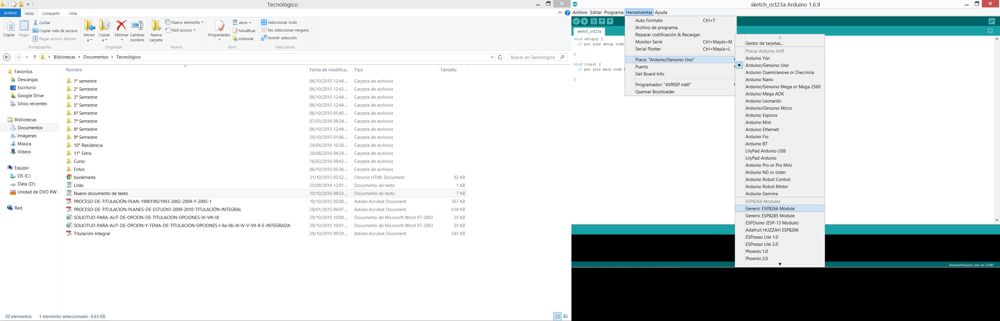 Tecnológico
Archivo Inicio Compartir Vista
Copiar
Pegar
Cortar
Copiar ruta de acceso
Pegar acceso directo
Portapapeles
Mover a
Copiar a
Eliminar
Cambiar nombre
Organizar
Nueva carpeta
Nuevo elemento
Fácil acceso
Nuevo
Propiedades
Abrir
Modificar
Historial
Abrir
Seleccionar todo
No seleccionar ninguno
Invertir selección
Seleccionar
Bibliotecas Documentos Tecnológico
Buscar en Tecnológico
Favoritos
Descargas
Escritorio
Google Drive
Sitios recientes
Bibliotecas
Documentos
Imágenes
Música
Vídeos
Equipo
OS (C:)
Data (D:)
Unidad de DVD RW (
Red
Nombre Fecha de modifica... Tipo Tamaño
1° semestre 06/10/2015 12:44 ... Carpeta de archivos
2° Semestre 06/10/2015 12:43 ... Carpeta de archivos
3° Semestre 06/10/2015 12:44 ... Carpeta de archivos
5° Semestre 06/10/2015 12:44 ... Carpeta de archivos
6º Semestre 06/10/2015 05:40 ... Carpeta de archivos
7º Semestre 07/03/2016 09:24 ... Carpeta de archivos
8º Semestre 06/10/2015 12:44 ... Carpeta de archivos
9º Semestre 20/10/2015 01:06 ... Carpeta de archivos
10° Residencia 24/04/2016 10:30 ... Carpeta de archivos
11° Extra 20/08/2016 04:39 ... Carpeta de archivos
Curso 16/03/2016 09:42 ... Carpeta de archivos
Fotos 06/10/2015 05:36 ... Carpeta de archivos
bookmarks 31/10/2013 05:52 ... Chrome HTML Document 92 KB
Links 25/09/2016 12:01 ... Documento de texto 1 KB
Nuevo documento de texto 10/10/2016 08:53 ... Documento de texto 7 KB
PROCESO-DE-TITULACIÓN-PLAN-199019921993-2002-2004-Y-2005-1 10/10/2015 05:00 ... Adobe Acrobat Document 567 KB
PROCESO-DE-TITULACION-PLANES-DE-ESTUDIO-2009-2010-TITULACIÓN-INTEGRAL 28/01/2015 06:07 ... Adobe Acrobat Document 618 KB
SOLICITUD-PARA-AUT-DE-OPCION-DE-TITULACION-OPCIONES-VI-VIII-IX 29/10/2015 10:00 ... Documento de Microsoft Word 97-2003 25 KB
SOLICITUD-PARA-AUT-DE-OPCION-Y-TEMA-DE-TITULACION-OPCIONES-I-IIa-IIb-III-IV-V-VII-X-E-INTEGRADA 29/10/2015 10:01 ... Documento de Microsoft Word 97-2003 25 KB
Titulación-Integral 29/10/2015 09:59 ... Adobe Acrobat Document 545 KB
20 elementos 1 elemento seleccionado 6.63 KB
sketch_oct23a Arduino 1.6.9
Archivo Editar Programa Herramientas Ayuda
sketch_oct23a
void setup() {
// put your setup code
}
void loop() {
// put your main code h
}
Auto Formato Ctrl+T
Archivo de programa.
Reparar codificación & Recargar.
Monitor Serie Ctrl+Mayús+M
Serial Plotter Ctrl+Mayús+L
Placa: "Arduino/Genuino Uno"
Puerto
Get Board Info
Programador: "AVRISP mkII"
Quemar Bootloader
Gestor de tarjetas...
Placas Arduino AVR
Arduino Yún
Arduino/Genuino Uno
Arduino Duemilanove or Diecimila
Arduino Nano
Arduino/Genuino Mega or Mega 2560
Arduino Mega ADK
Arduino Leonardo
Arduino/Genuino Micro
Arduino Esplora
Arduino Mini
Arduino Ethernet
Arduino Fio
Arduino BT
LilyPad Arduino USB
LilyPad Arduino
Arduino Pro or Pro Mini
Arduino NG or older
Arduino Robot Control
Arduino Robot Motor
Arduino Gemma
ESP8266 Modules
Generic ESP8266 Module
Generic ESP8285 Module
ESPDuino (ESP-13 Module)
Adafruit HUZZAH ESP8266
ESPresso Lite 1.0
ESPresso Lite 2.0
Phoenix 1.0
Phoenix 2.0
Arduino/Genuino Uno en COM7